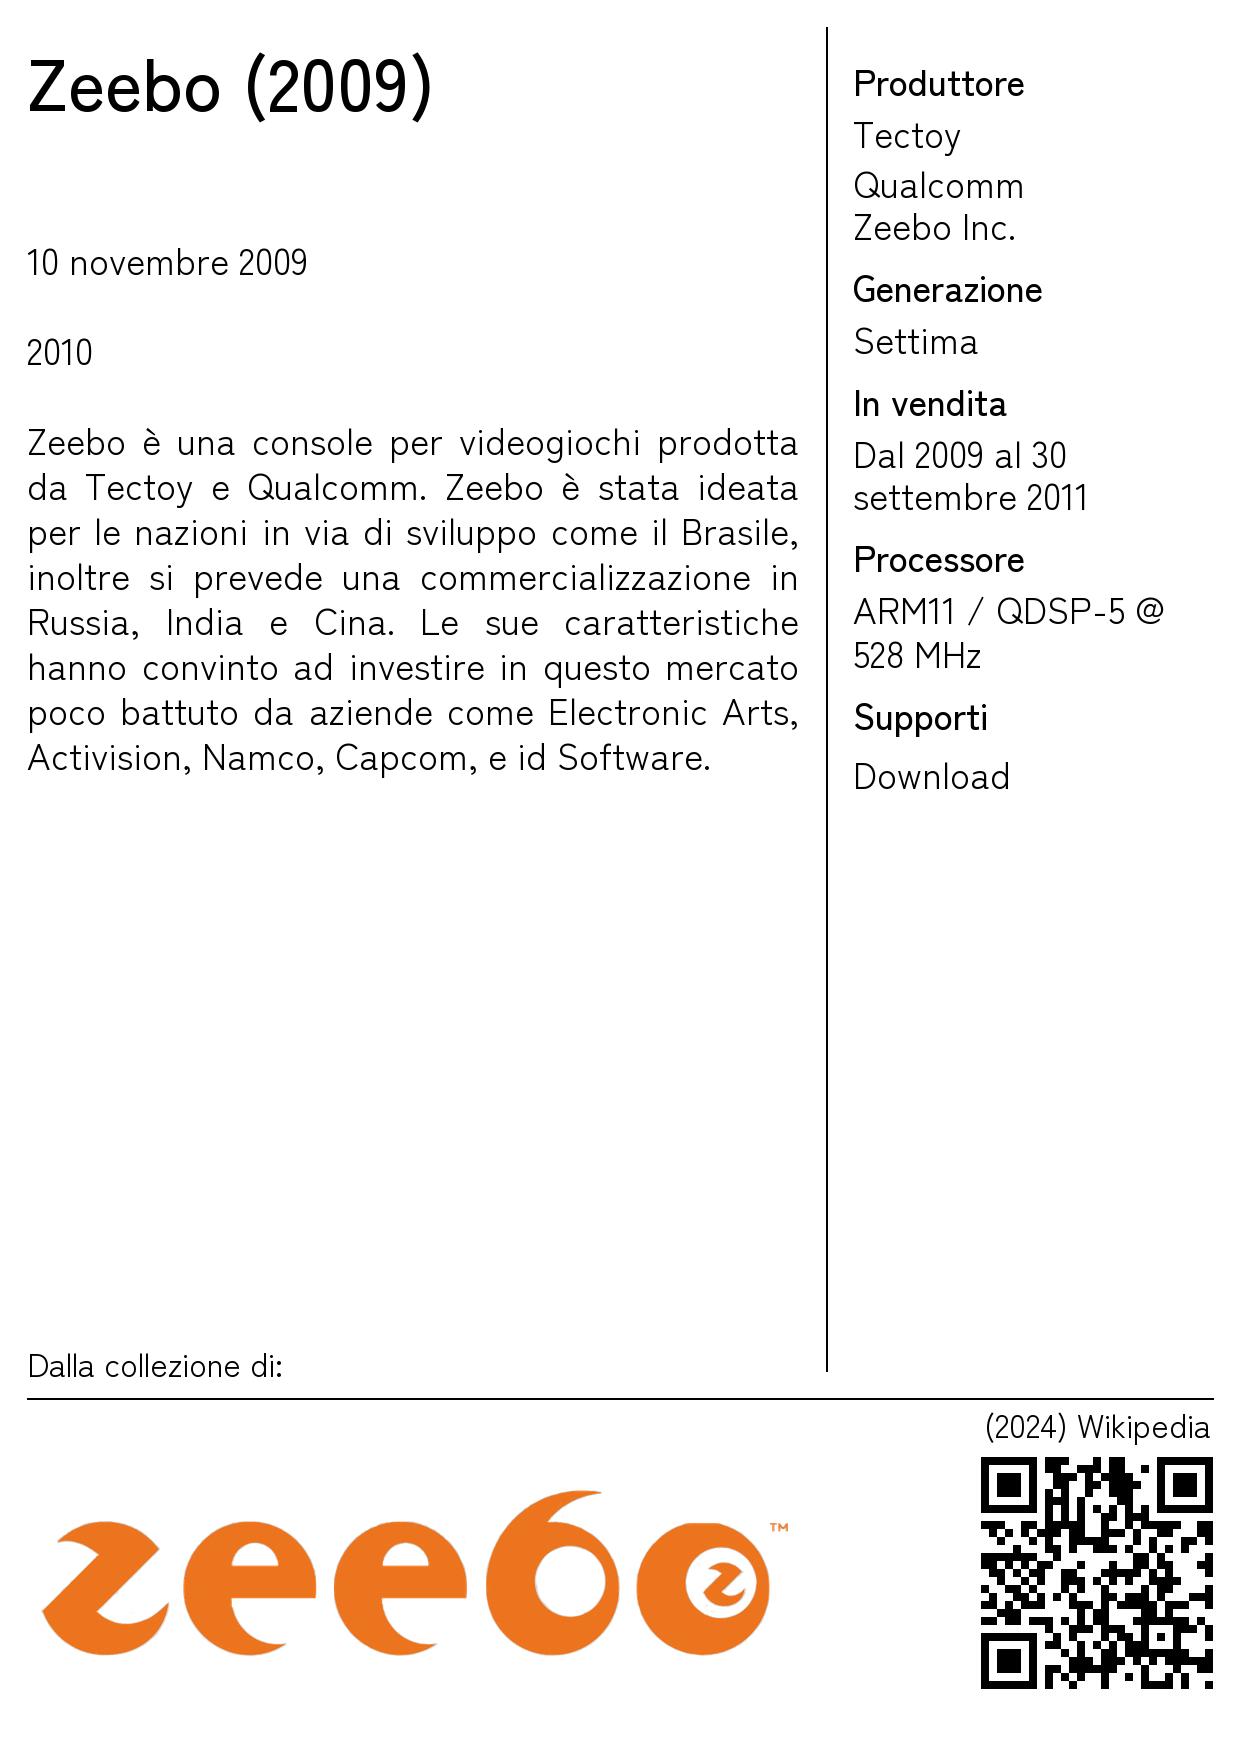 Zeebo (2009)
10 novembre 2009
2010
Zeebo è una console per videogiochi prodotta
da Tectoy e Qualcomm. Zeebo è stata ideata
per le nazioni in via di sviluppo come il Brasile,
inoltre si prevede una commercializzazione in
Russia, India e Cina. Le sue caratteristiche
hanno convinto ad investire in questo mercato
poco battuto da aziende come Electronic Arts,
Activision, Namco, Capcom, e id Software.
Produttore
Tectoy
Qualcomm
Zeebo Inc.
Generazione
Settima
In vendita
Dal 2009 al 30
settembre 2011
Processore
ARM11 / QDSP-5 @
528 MHz
Supporti
Download
Dalla collezione di:
(2024) Wikipedia
zeebo™